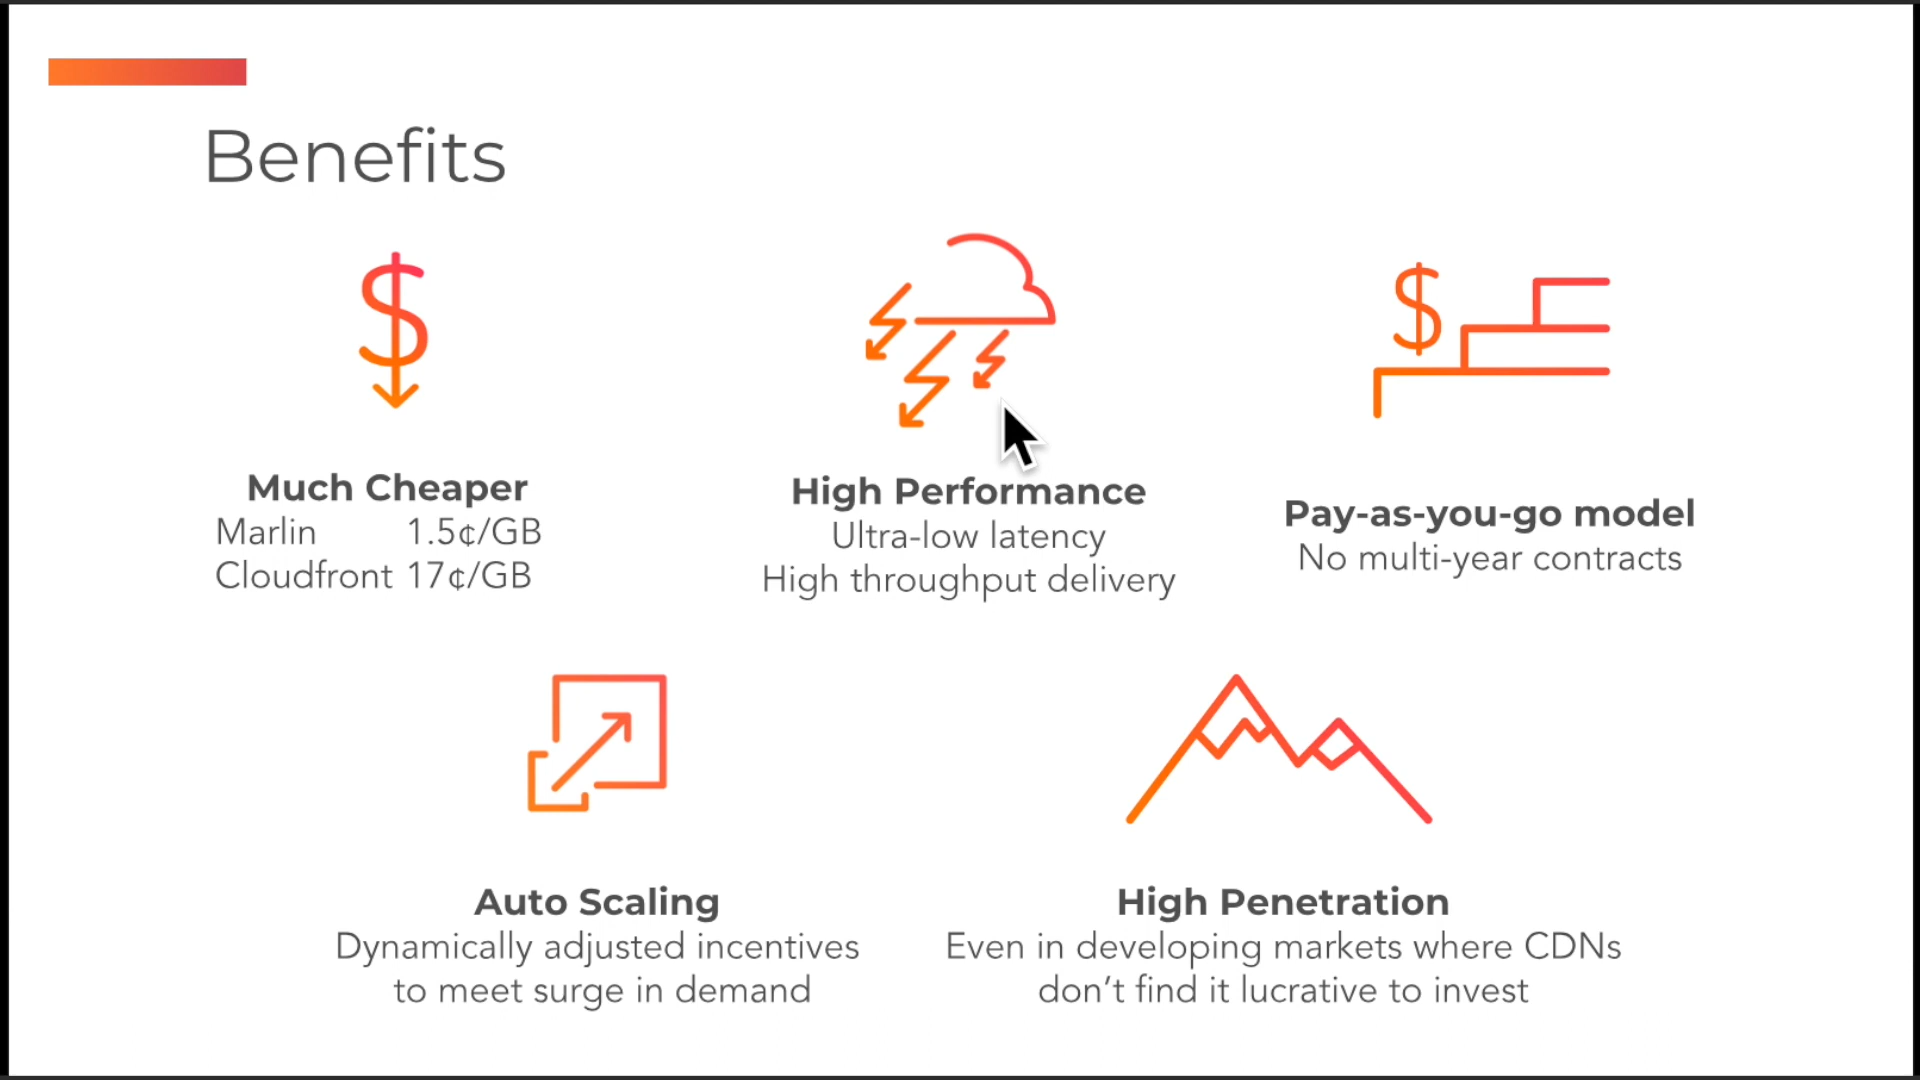 Benefits
Much Cheaper
Marlin 1.5¢/GB
Cloudfront 17¢/GB
High Performance
Ultra-low latency
High throughput delivery
Pay-as-you-go model
No multi-year contracts
Auto Scaling
Dynamically adjusted incentives
to meet surge in demand
High Penetration
Even in developing markets where CDNs
don’t find it lucrative to invest